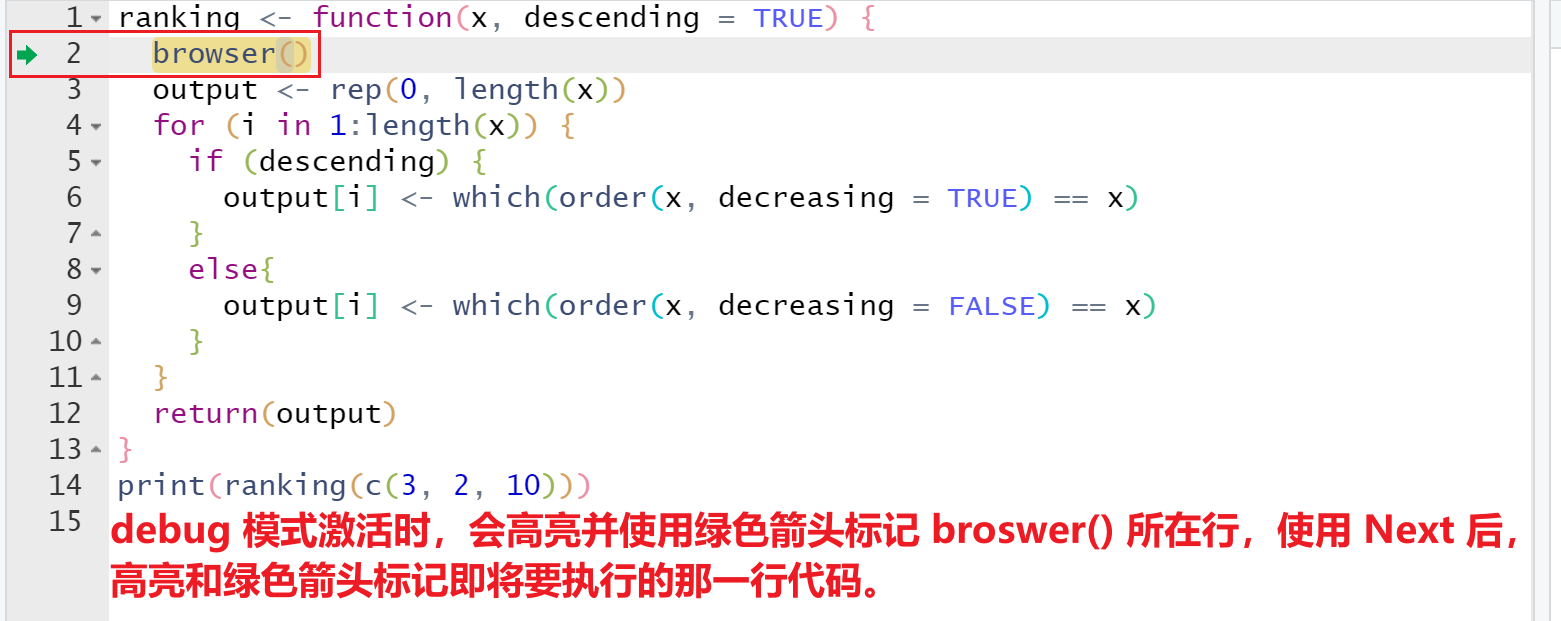 1 ranking <- function(x, descending = TRUE) {
2   browser()
3   output <- rep(0, length(x))
4   for (i in 1:length(x)) {
5     if (descending) {
6       output[i] <- which(order(x, decreasing = TRUE) == x)
7     }
8     else{
9       output[i] <- which(order(x, decreasing = FALSE) == x)
10     }
11   }
12   return(output)
13 }
14 print(ranking(c(3, 2, 10)))
15
debug 模式激活时，会高亮并使用绿色箭头标记 broswer() 所在行，使用 Next 后，
高亮和绿色箭头标记即将要执行的那一行代码。